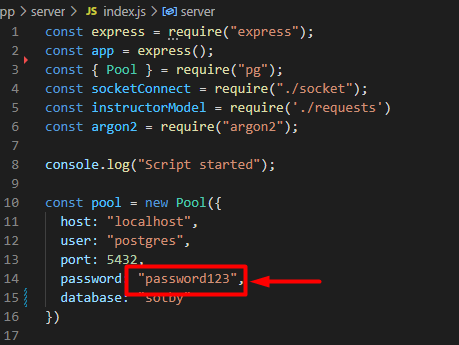 pp > server > JS index.js > server
1 const express = require("express");
2 const app = express();
3 const { Pool } = require("pg");
4 const socketConnect = require("./socket");
5 const instructorModel = require('./requests')
6 const argon2 = require("argon2");
7
8 console.log("Script started");
9
10 const pool = new Pool({
11 host: "localhost",
12 user: "postgres",
13 port: 5432,
14 password "password123",
15 database: "sotby"
16 })
17